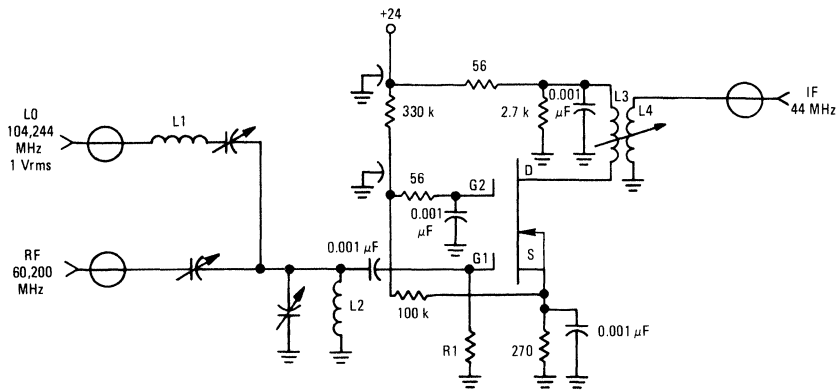 +24
56
LO
104,244
MHz
1 Vrms
L1
330 k
2.7 k
0.001
μF
L3
L4
IF
44 MHz
56
G2
D
0.001
μF
RF
60,200
MHz
0.001 μF
G1
S
L2
100 k
R1
270
0.001 μF